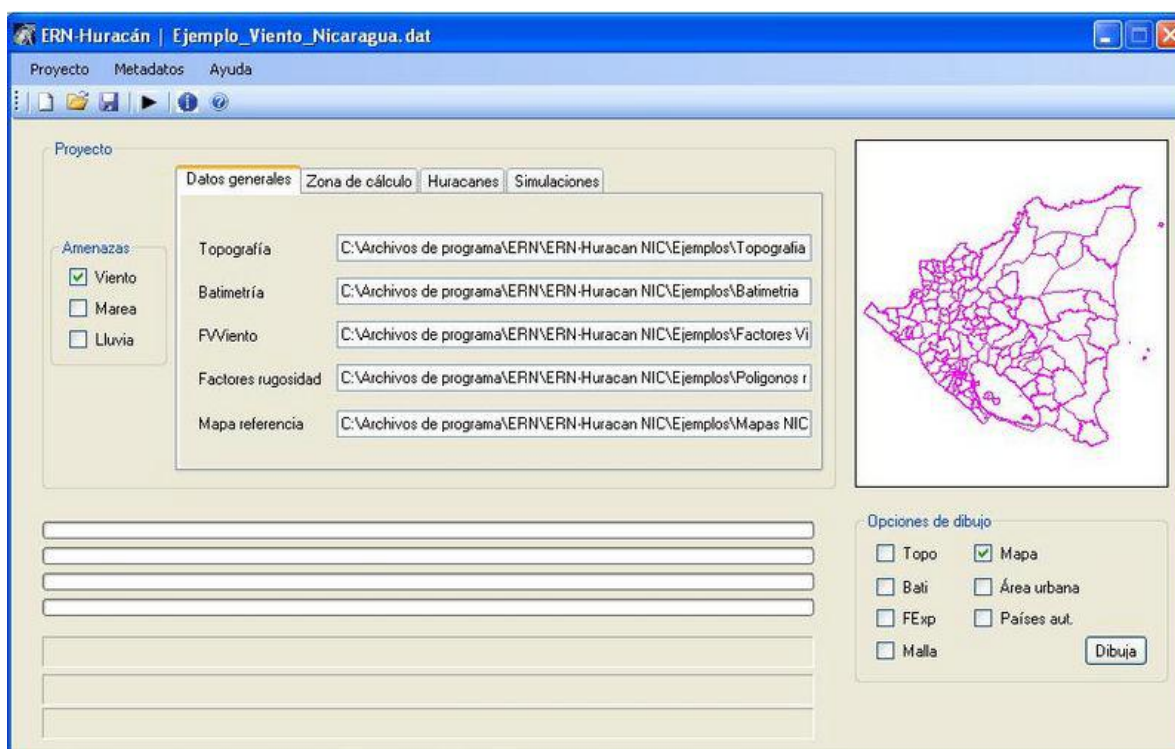 ERN-Huracán | Ejemplo_Viento_Nicaragua.dat
Proyecto Metadatos Ayuda
Proyecto
Datos generales Zona de cálculo Huracanes Simulaciones
Amenazas
Viento
Marea
Lluvia
Topografía C:\Archivos de programa\ERN\ERN-Huracan NIC\Ejemplos\Topografia
Batimetría C:\Archivos de programa\ERN\ERN-Huracan NIC\Ejemplos\Batimetria
FVViento C:\Archivos de programa\ERN\ERN-Huracan NIC\Ejemplos\Factores Vi
Factores rugosidad C:\Archivos de programa\ERN\ERN-Huracan NIC\Ejemplos\Poligonos r
Mapa referencia C:\Archivos de programa\ERN\ERN-Huracan NIC\Ejemplos\Mapas NIC
Opciones de dibujo
Topo Mapa
Bati Área urbana
FExp Países aut.
Malla Dibuja